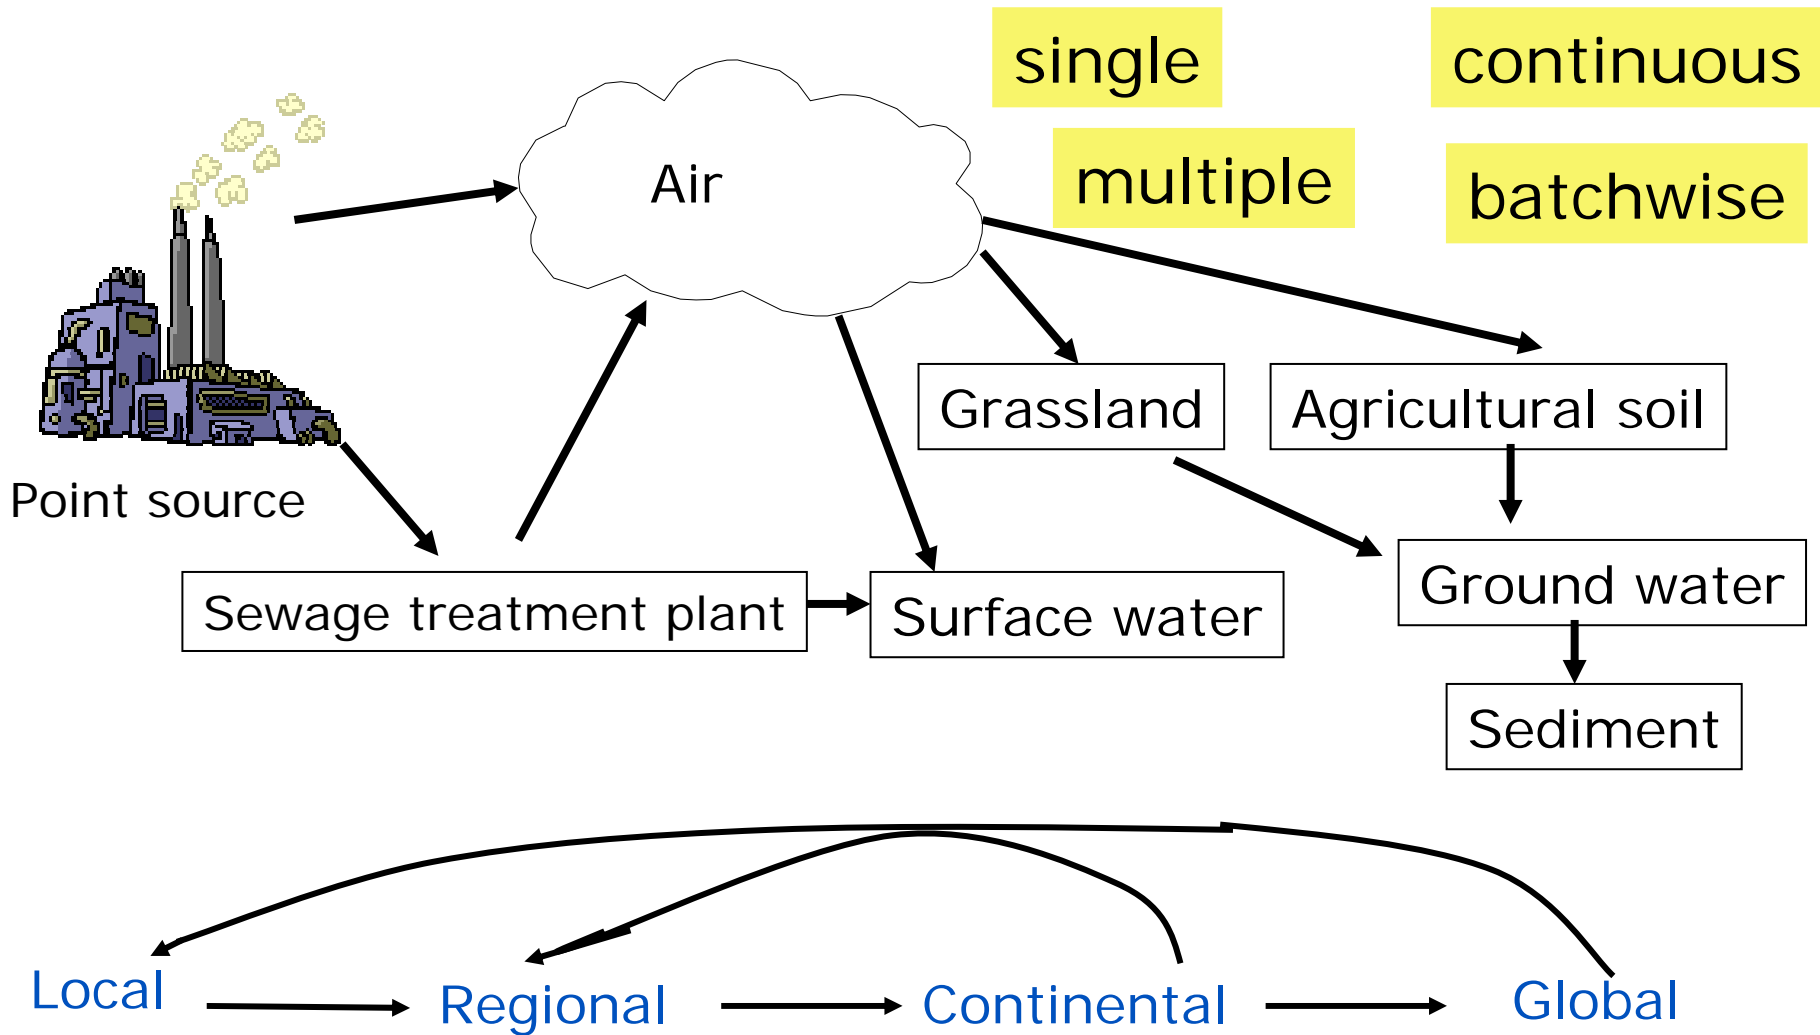 single
continuous
multiple
batchwise
Air
Grassland
Agricultural soil
Point source
Sewage treatment plant
Surface water
Ground water
Sediment
Local
Regional
Continental
Global